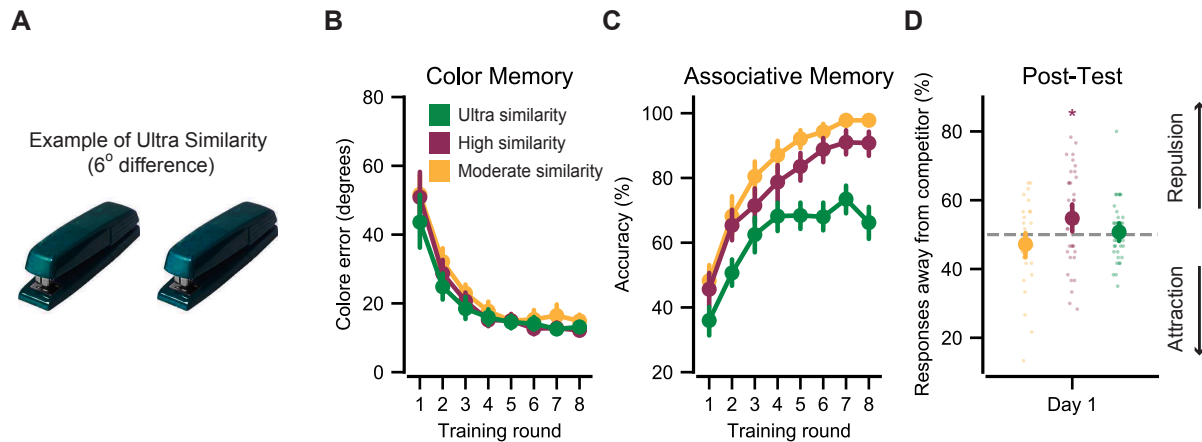 A
Example of Ultra Similarity
(6° difference)
B
Color Memory
Colore error (degrees)
80
60
40
20
0
Ultra similarity
High similarity
Moderate similarity
1 2 3 4 5 6 7 8
Training round
C
Associative Memory
Accuracy (%)
100
80
60
40
20
1 2 3 4 5 6 7 8
Training round
D
Post-Test
Responses away from competitor (%)
80
60
40
20
*
Day 1
Repulsion
Attraction